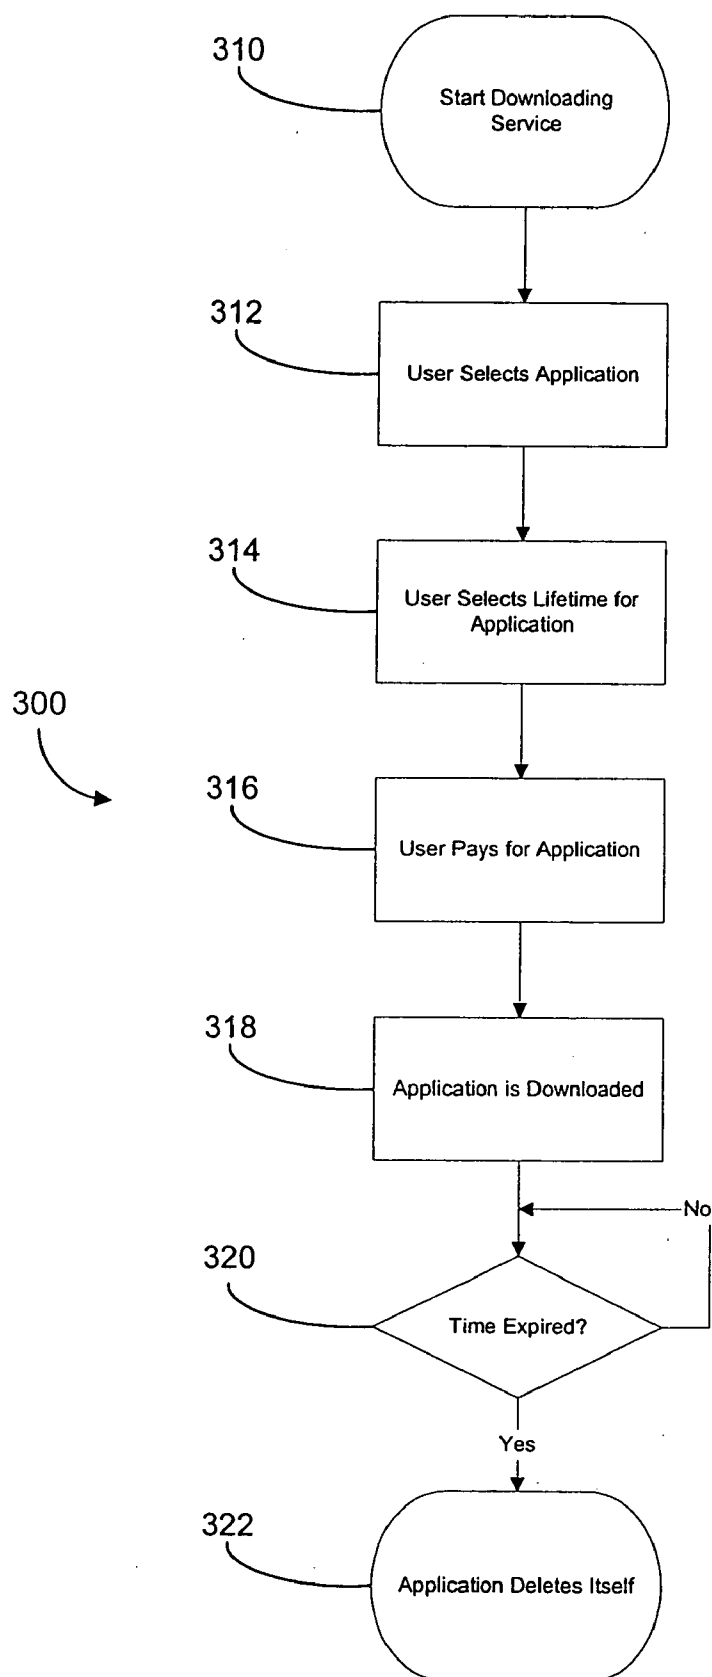 310
Start Downloading
Service
312
User Selects Application
314
User Selects Lifetime for
Application
300
316
User Pays for Application
318
Application is Downloaded
No
320
Time Expired?
Yes
322
Application Deletes Itself